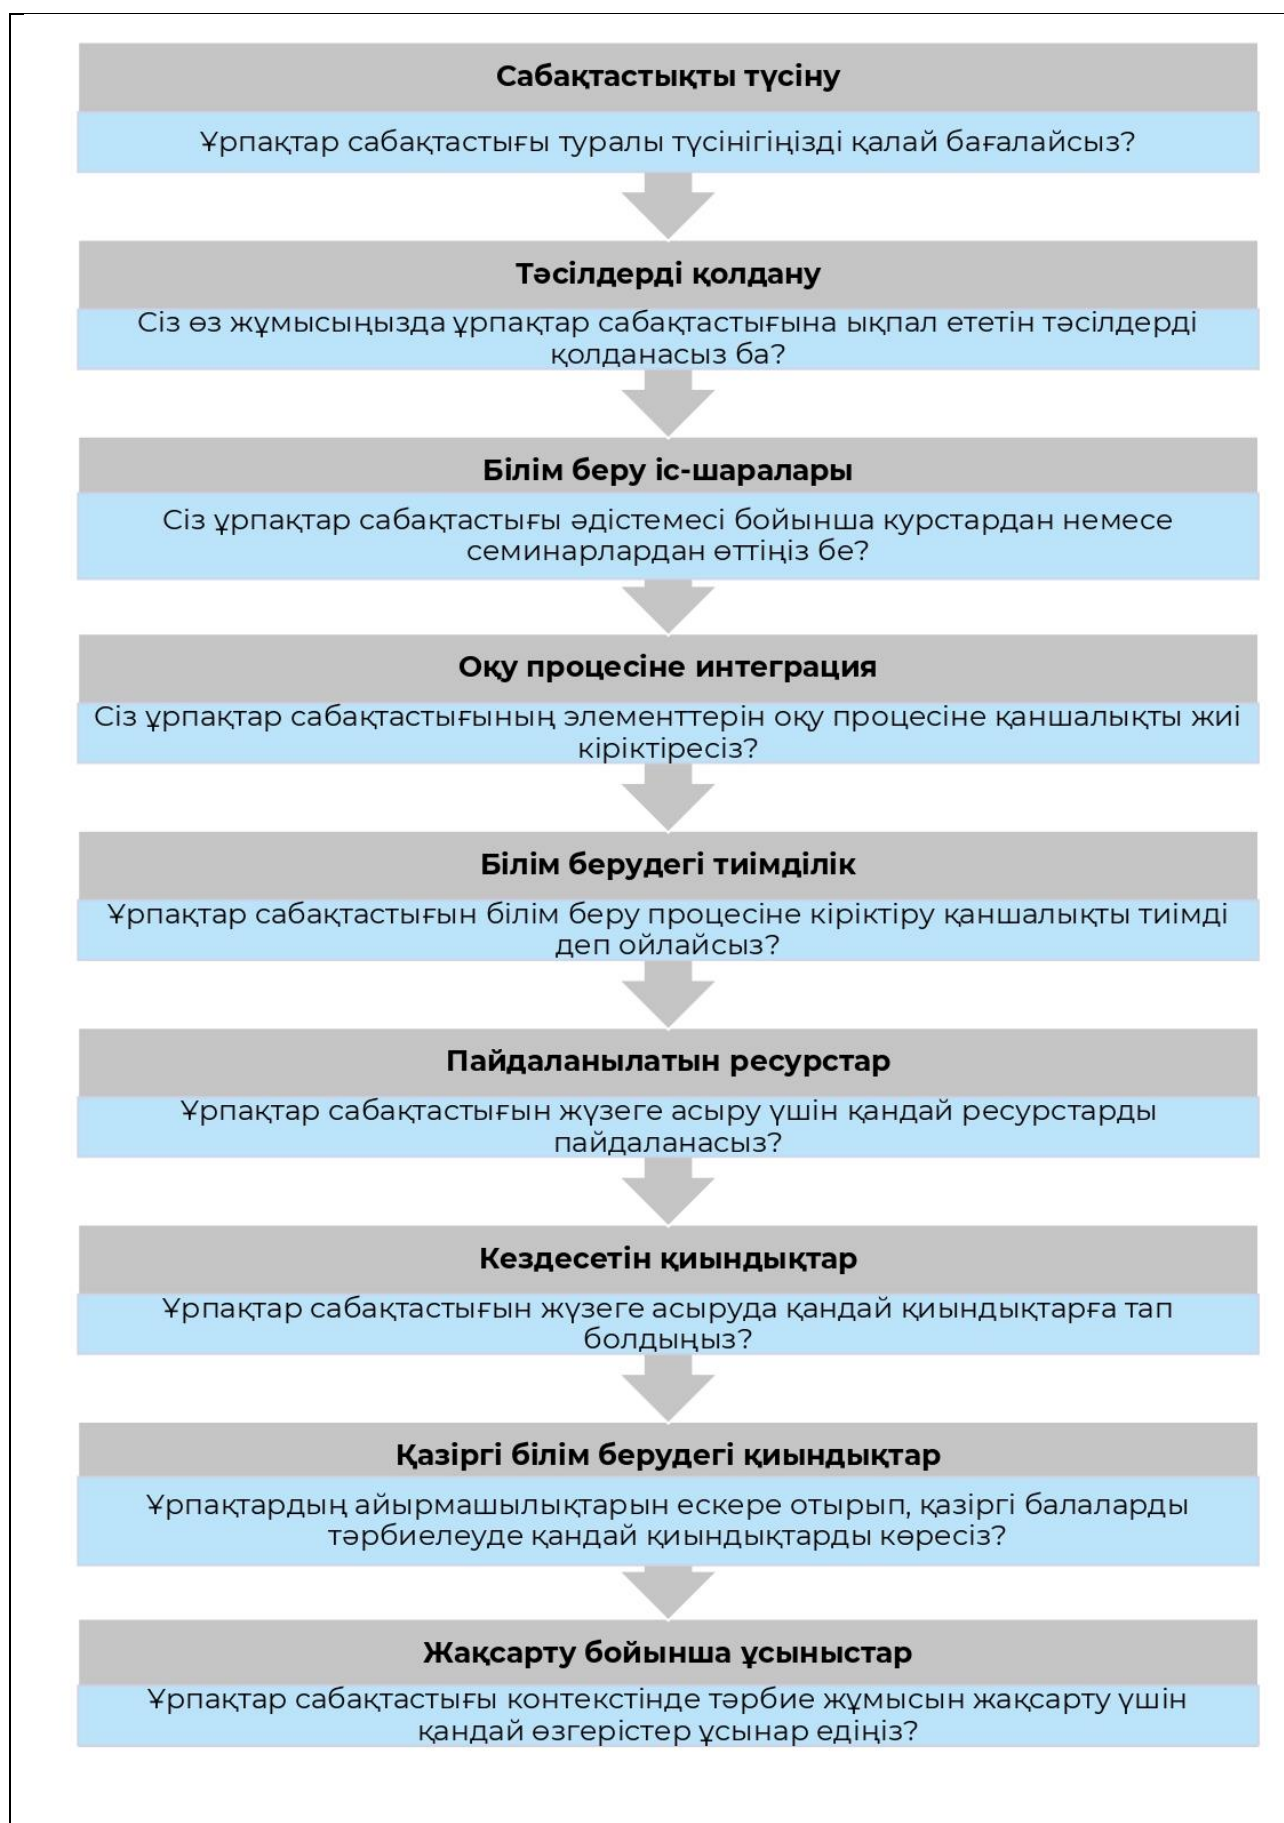 Сабақтастықты түсіну
Ұрпақтар сабақтастығы туралы түсінігіңізді қалай бағалайсыз?
Тәсілдерді қолдану
Сіз өз жұмысыңызда ұрпақтар сабақтастығына ықпал ететін тәсілдерді
қолданасыз ба?
Білім беру іс-шаралары
Сіз ұрпақтар сабақтастығы әдістемесі бойынша курстардан немесе
семинарлардан өттіңіз бе?
Оқу процесіне интеграция
Сіз ұрпақтар сабақтастығының элементтерін оқу процесіне қаншалықты жиі
кіріктіресіз?
Білім берудегі тиімділік
Ұрпақтар сабақтастығын білім беру процесіне кіріктіру қаншалықты тиімді
деп ойлайсыз?
Пайдаланылатын ресурстар
Ұрпақтар сабақтастығын жүзеге асыру үшін қандай ресурстарды
пайдаланасыз?
Кездесетін қиындықтар
Ұрпақтар сабақтастығын жүзеге асыруда қандай қиындықтарға тап
болдыңыз?
Қазіргі білім берудегі қиындықтар
Ұрпақтардың айырмашылықтарын ескере отырып, қазіргі балаларды
тәрбиелеуде қандай қиындықтарды көресіз?
Жақсарту бойынша ұсыныстар
Ұрпақтар сабақтастығы контекстінде тәрбие жұмысын жақсарту үшін
қандай өзгерістер ұсынар едіңіз?